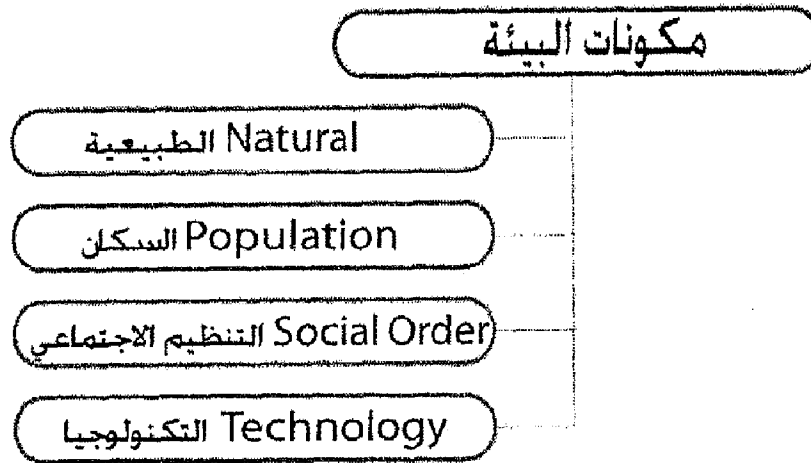 مكونات البيئة
الطبيعية Natural
السكان Population
التنظيم الاجتماعي Social Order
التكنولوجيا Technology